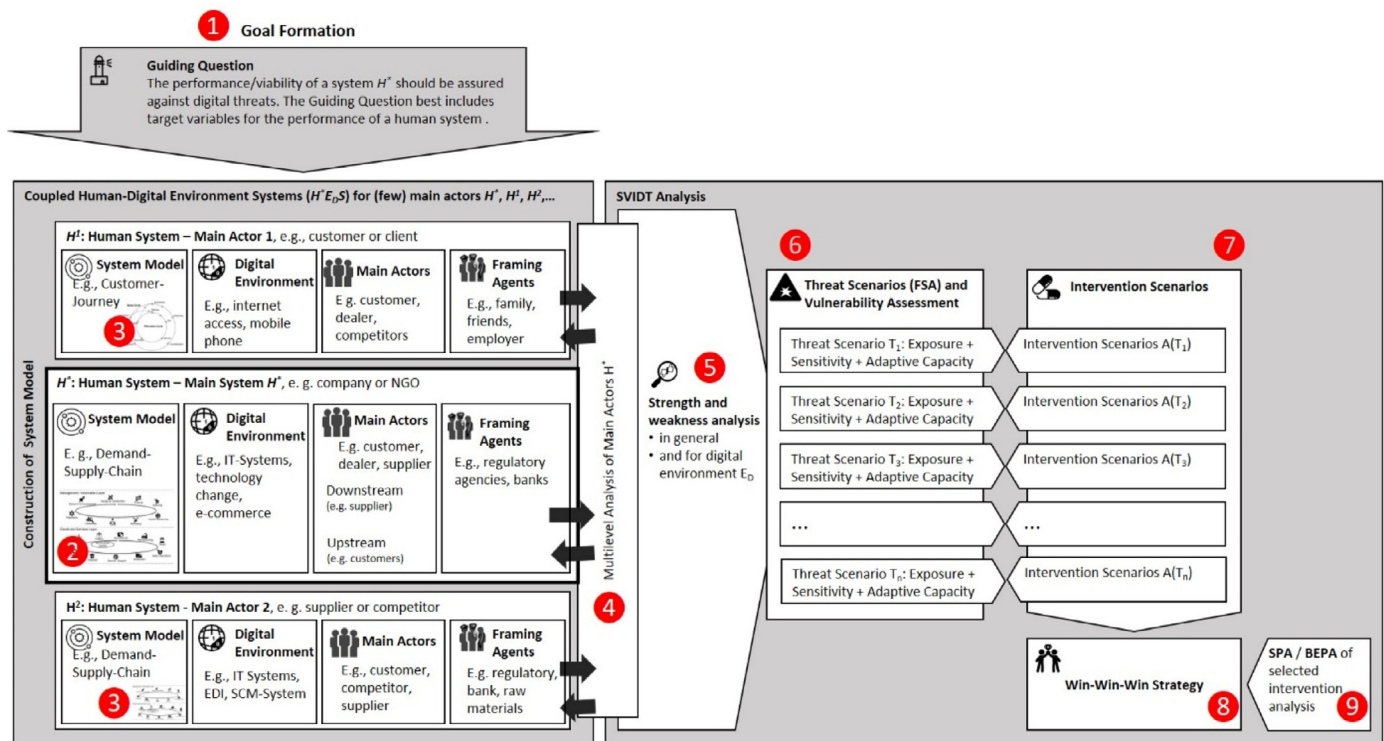 1 Goal Formation
Guiding Question
The performance/viability of a system H* should be assured
against digital threats. The Guiding Question best includes
target variables for the performance of a human system .
Coupled Human-Digital Environment Systems (H*E_DS) for (few) main actors H*, H¹, H²,...
Construction of System Model
H¹: Human System – Main Actor 1, e.g., customer or client
System Model
E.g., Customer-
Journey
3
Digital
Environment
E.g., internet
access, mobile
phone
Main Actors
E g. customer,
dealer,
competitors
Framing
Agents
E.g., family,
friends,
employer
H*: Human System – Main System H*, e. g. company or NGO
System Model
E. g., Demand-
Supply-Chain
2
Digital
Environment
E.g., IT-Systems,
technology
change,
e-commerce
Main Actors
E.g. customer,
dealer, supplier
Downstream
(e.g. supplier)
Upstream
(e.g. customers)
Framing
Agents
E.g., regulatory
agencies, banks
H²: Human System - Main Actor 2, e. g. supplier or competitor
System Model
E.g., Demand-
Supply-Chain
3
Digital
Environment
E.g., IT Systems,
EDI, SCM-System
Main Actors
E.g., customer,
competitor,
supplier
Framing
Agents
E.g. regulatory,
bank, raw
materials
Multilevel Analysis of Main Actors H*
4
SVIDT Analysis
5
Strength and
weakness analysis
• in general
• and for digital
environment E_D
6
Threat Scenarios (FSA) and
Vulnerability Assessment
Threat Scenario T₁: Exposure +
Sensitivity + Adaptive Capacity
Threat Scenario T₂: Exposure +
Sensitivity + Adaptive Capacity
Threat Scenario T₃: Exposure +
Sensitivity + Adaptive Capacity
...
Threat Scenario Tₙ: Exposure +
Sensitivity + Adaptive Capacity
7
Intervention Scenarios
Intervention Scenarios A(T₁)
Intervention Scenarios A(T₂)
Intervention Scenarios A(T₃)
...
Intervention Scenarios A(Tₙ)
Win-Win-Win Strategy
8
SPA / BEPA of
selected
intervention
analysis
9